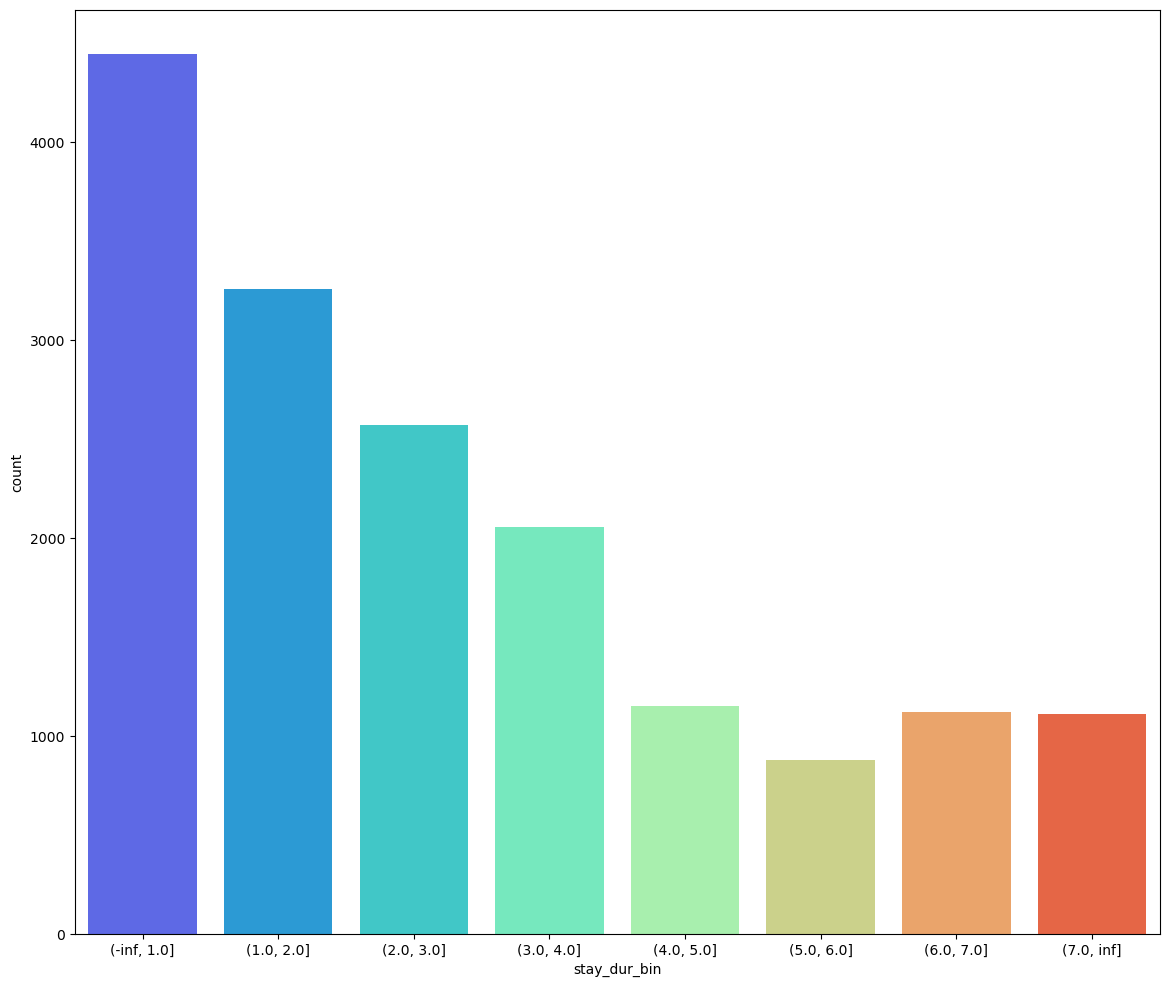 count
4000
3000
2000
1000
0
(-inf, 1.0] (1.0, 2.0] (2.0, 3.0] (3.0, 4.0] (4.0, 5.0] (5.0, 6.0] (6.0, 7.0] (7.0, inf]
stay_dur_bin